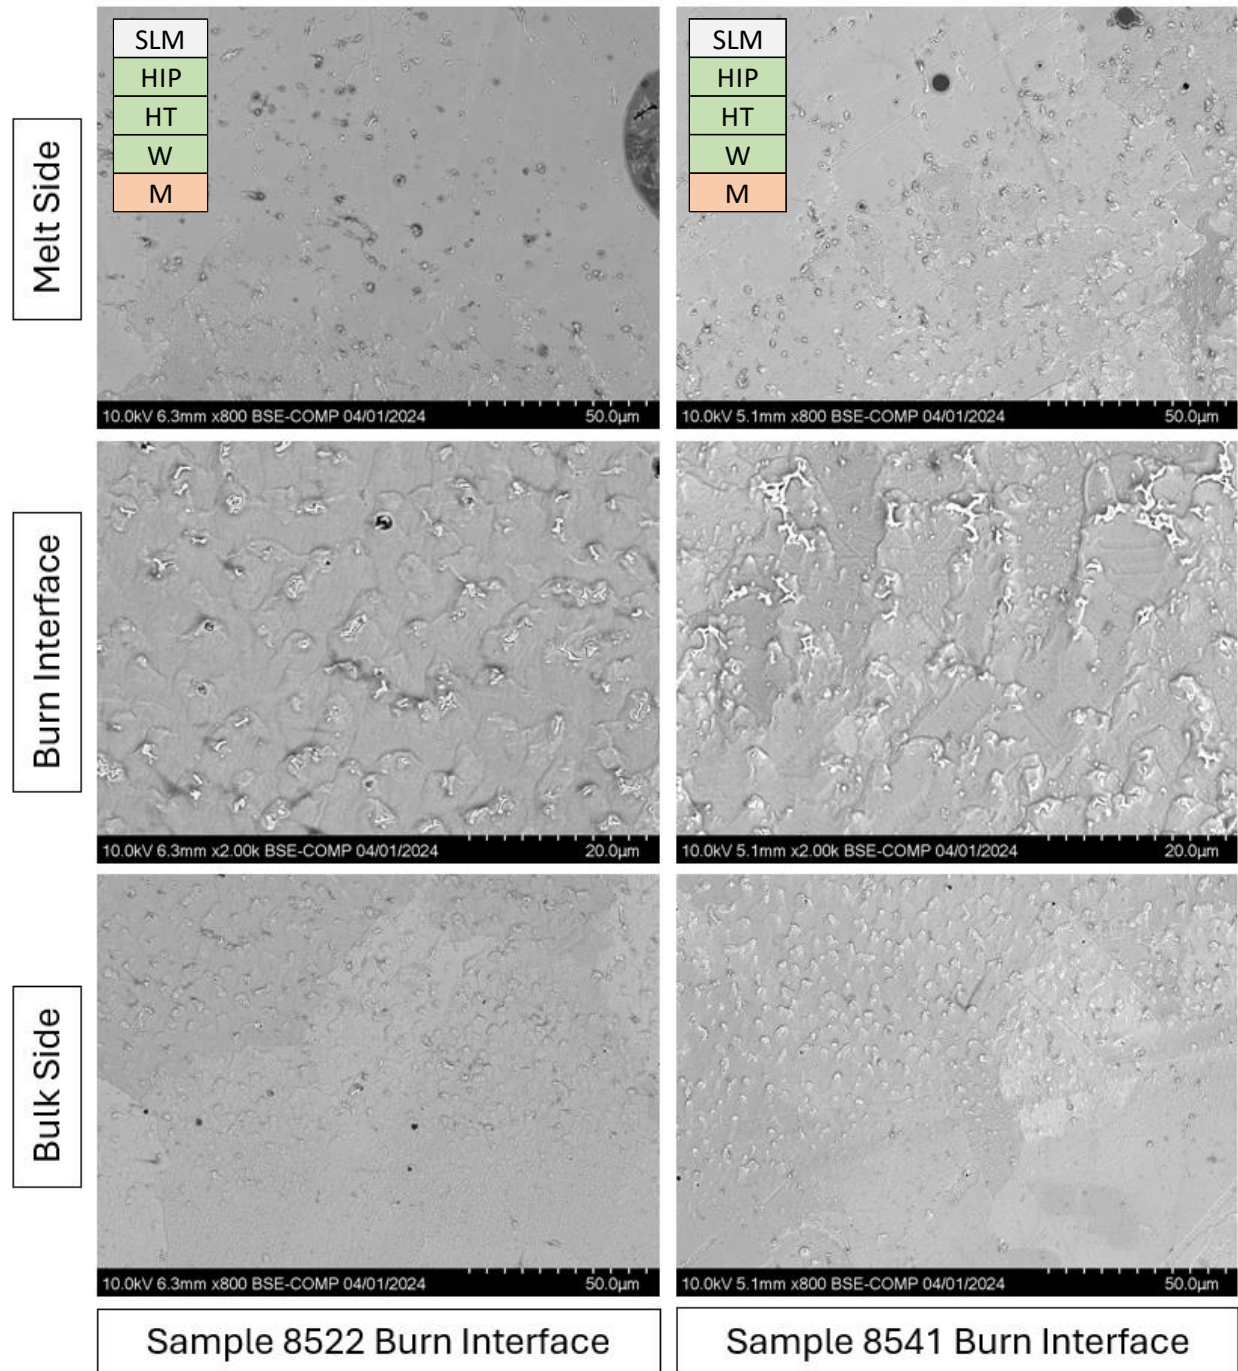 Melt Side
SLM
HIP
HT
W
M
10.0kV 6.3mm x800 BSE-COMP 04/01/2024 50.0µm
SLM
HIP
HT
W
M
10.0kV 5.1mm x800 BSE-COMP 04/01/2024 50.0µm
Burn Interface
10.0kV 6.3mm x2.00k BSE-COMP 04/01/2024 20.0µm
10.0kV 5.1mm x2.00k BSE-COMP 04/01/2024 20.0µm
Bulk Side
10.0kV 6.3mm x800 BSE-COMP 04/01/2024 50.0µm
10.0kV 5.1mm x800 BSE-COMP 04/01/2024 50.0µm
Sample 8522 Burn Interface
Sample 8541 Burn Interface